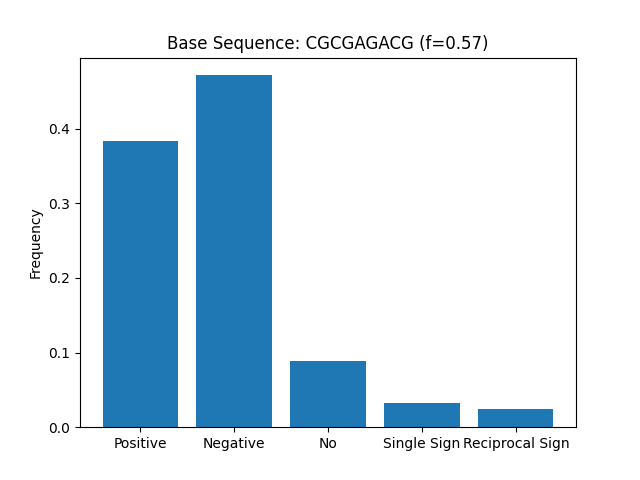 Base Sequence: CGCGAGACG (f=0.57)
Frequency
0.4
0.3
0.2
0.1
0.0
Positive Negative No Single Sign Reciprocal Sign